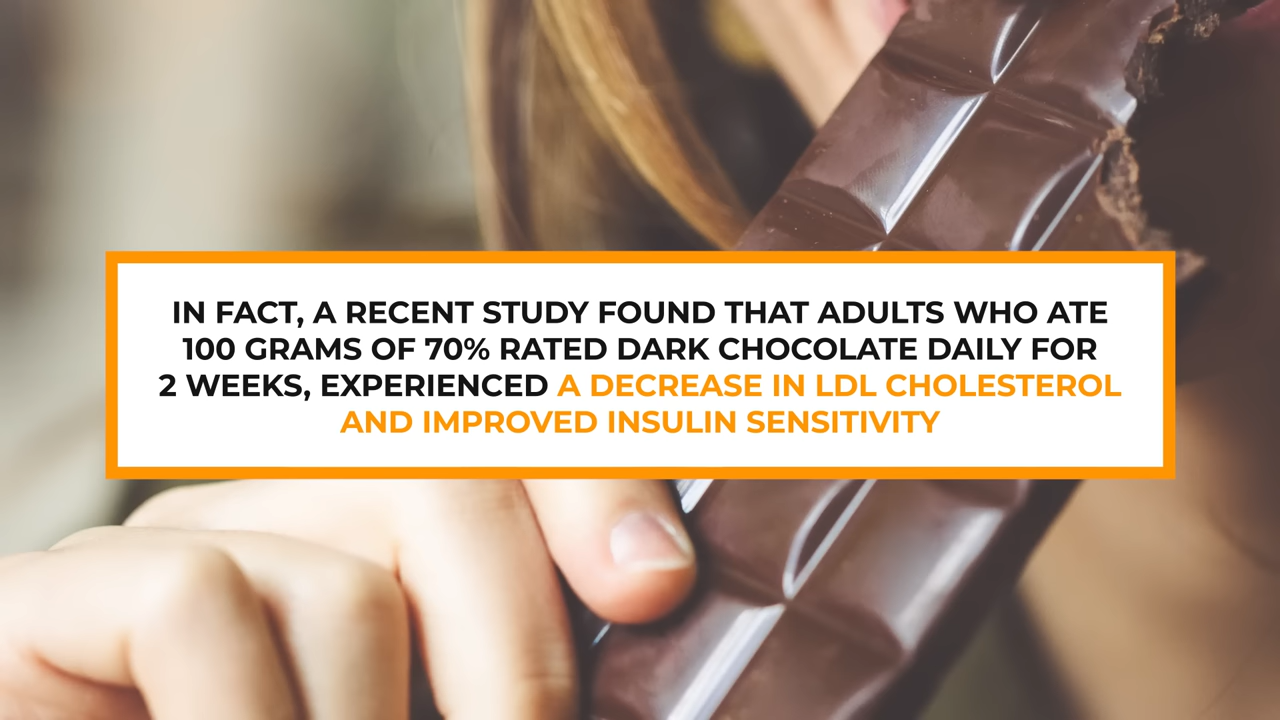 IN FACT, A RECENT STUDY FOUND THAT ADULTS WHO ATE
100 GRAMS OF 70% RATED DARK CHOCOLATE DAILY FOR
2 WEEKS, EXPERIENCED A DECREASE IN LDL CHOLESTEROL
AND IMPROVED INSULIN SENSITIVITY